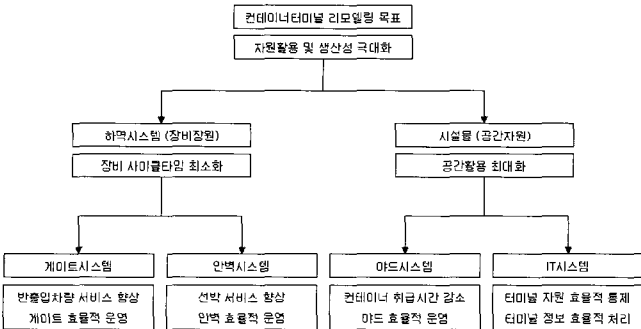 컨테이너터미널 리모델링 목표
자원활용 및 생산성 극대화
하역시스템 (장비장원)
장비 사이클타임 최소화
시설물 (공간자원)
공간활용 최대화
게이트시스템
반출입차량 서비스 향상
게이트 효율적 운영
안벽시스템
선박 서비스 향상
안벽 효율적 운영
야드시스템
컨테이너 취급시간 감소
야드 효율적 운영
IT시스템
터미널 자원 효율적 통제
터미널 정보 효율적 처리